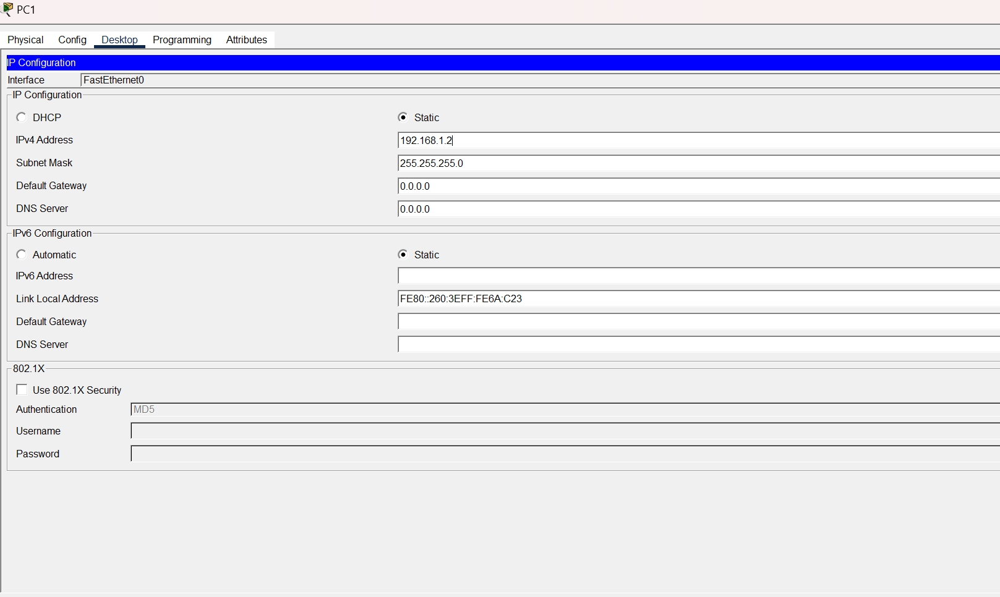 PC1
Physical Config Desktop Programming Attributes
IP Configuration
Interface FastEthernet0
IP Configuration
DHCP Static
IPv4 Address 192.168.1.2
Subnet Mask 255.255.255.0
Default Gateway 0.0.0.0
DNS Server 0.0.0.0
IPv6 Configuration
Automatic Static
IPv6 Address
Link Local Address FE80::260:3EFF:FE6A:C23
Default Gateway
DNS Server
802.1X
Use 802.1X Security
Authentication MD5
Username
Password